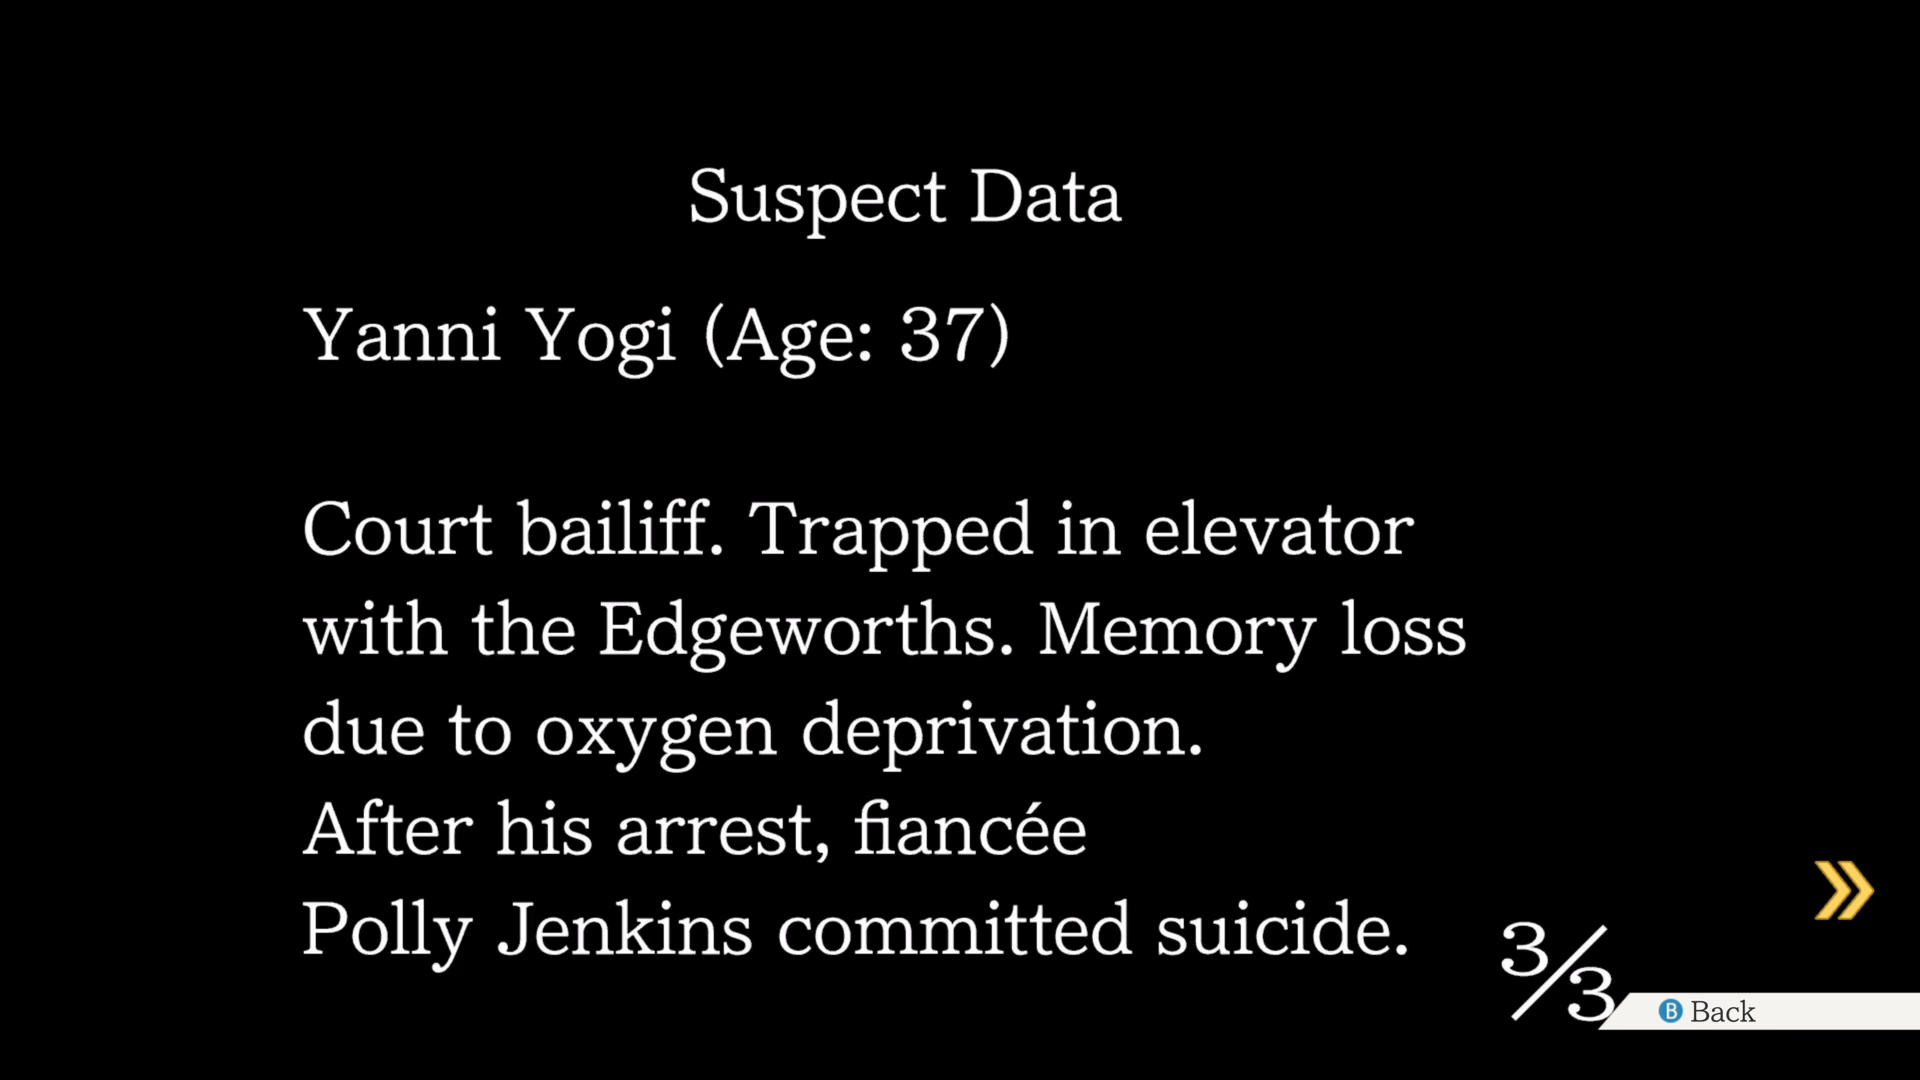 Suspect Data
Yanni Yogi (Age: 37)
Court bailiff. Trapped in elevator
with the Edgeworths. Memory loss
due to oxygen deprivation.
After his arrest, fiancée
Polly Jenkins committed suicide.
3/3
B Back